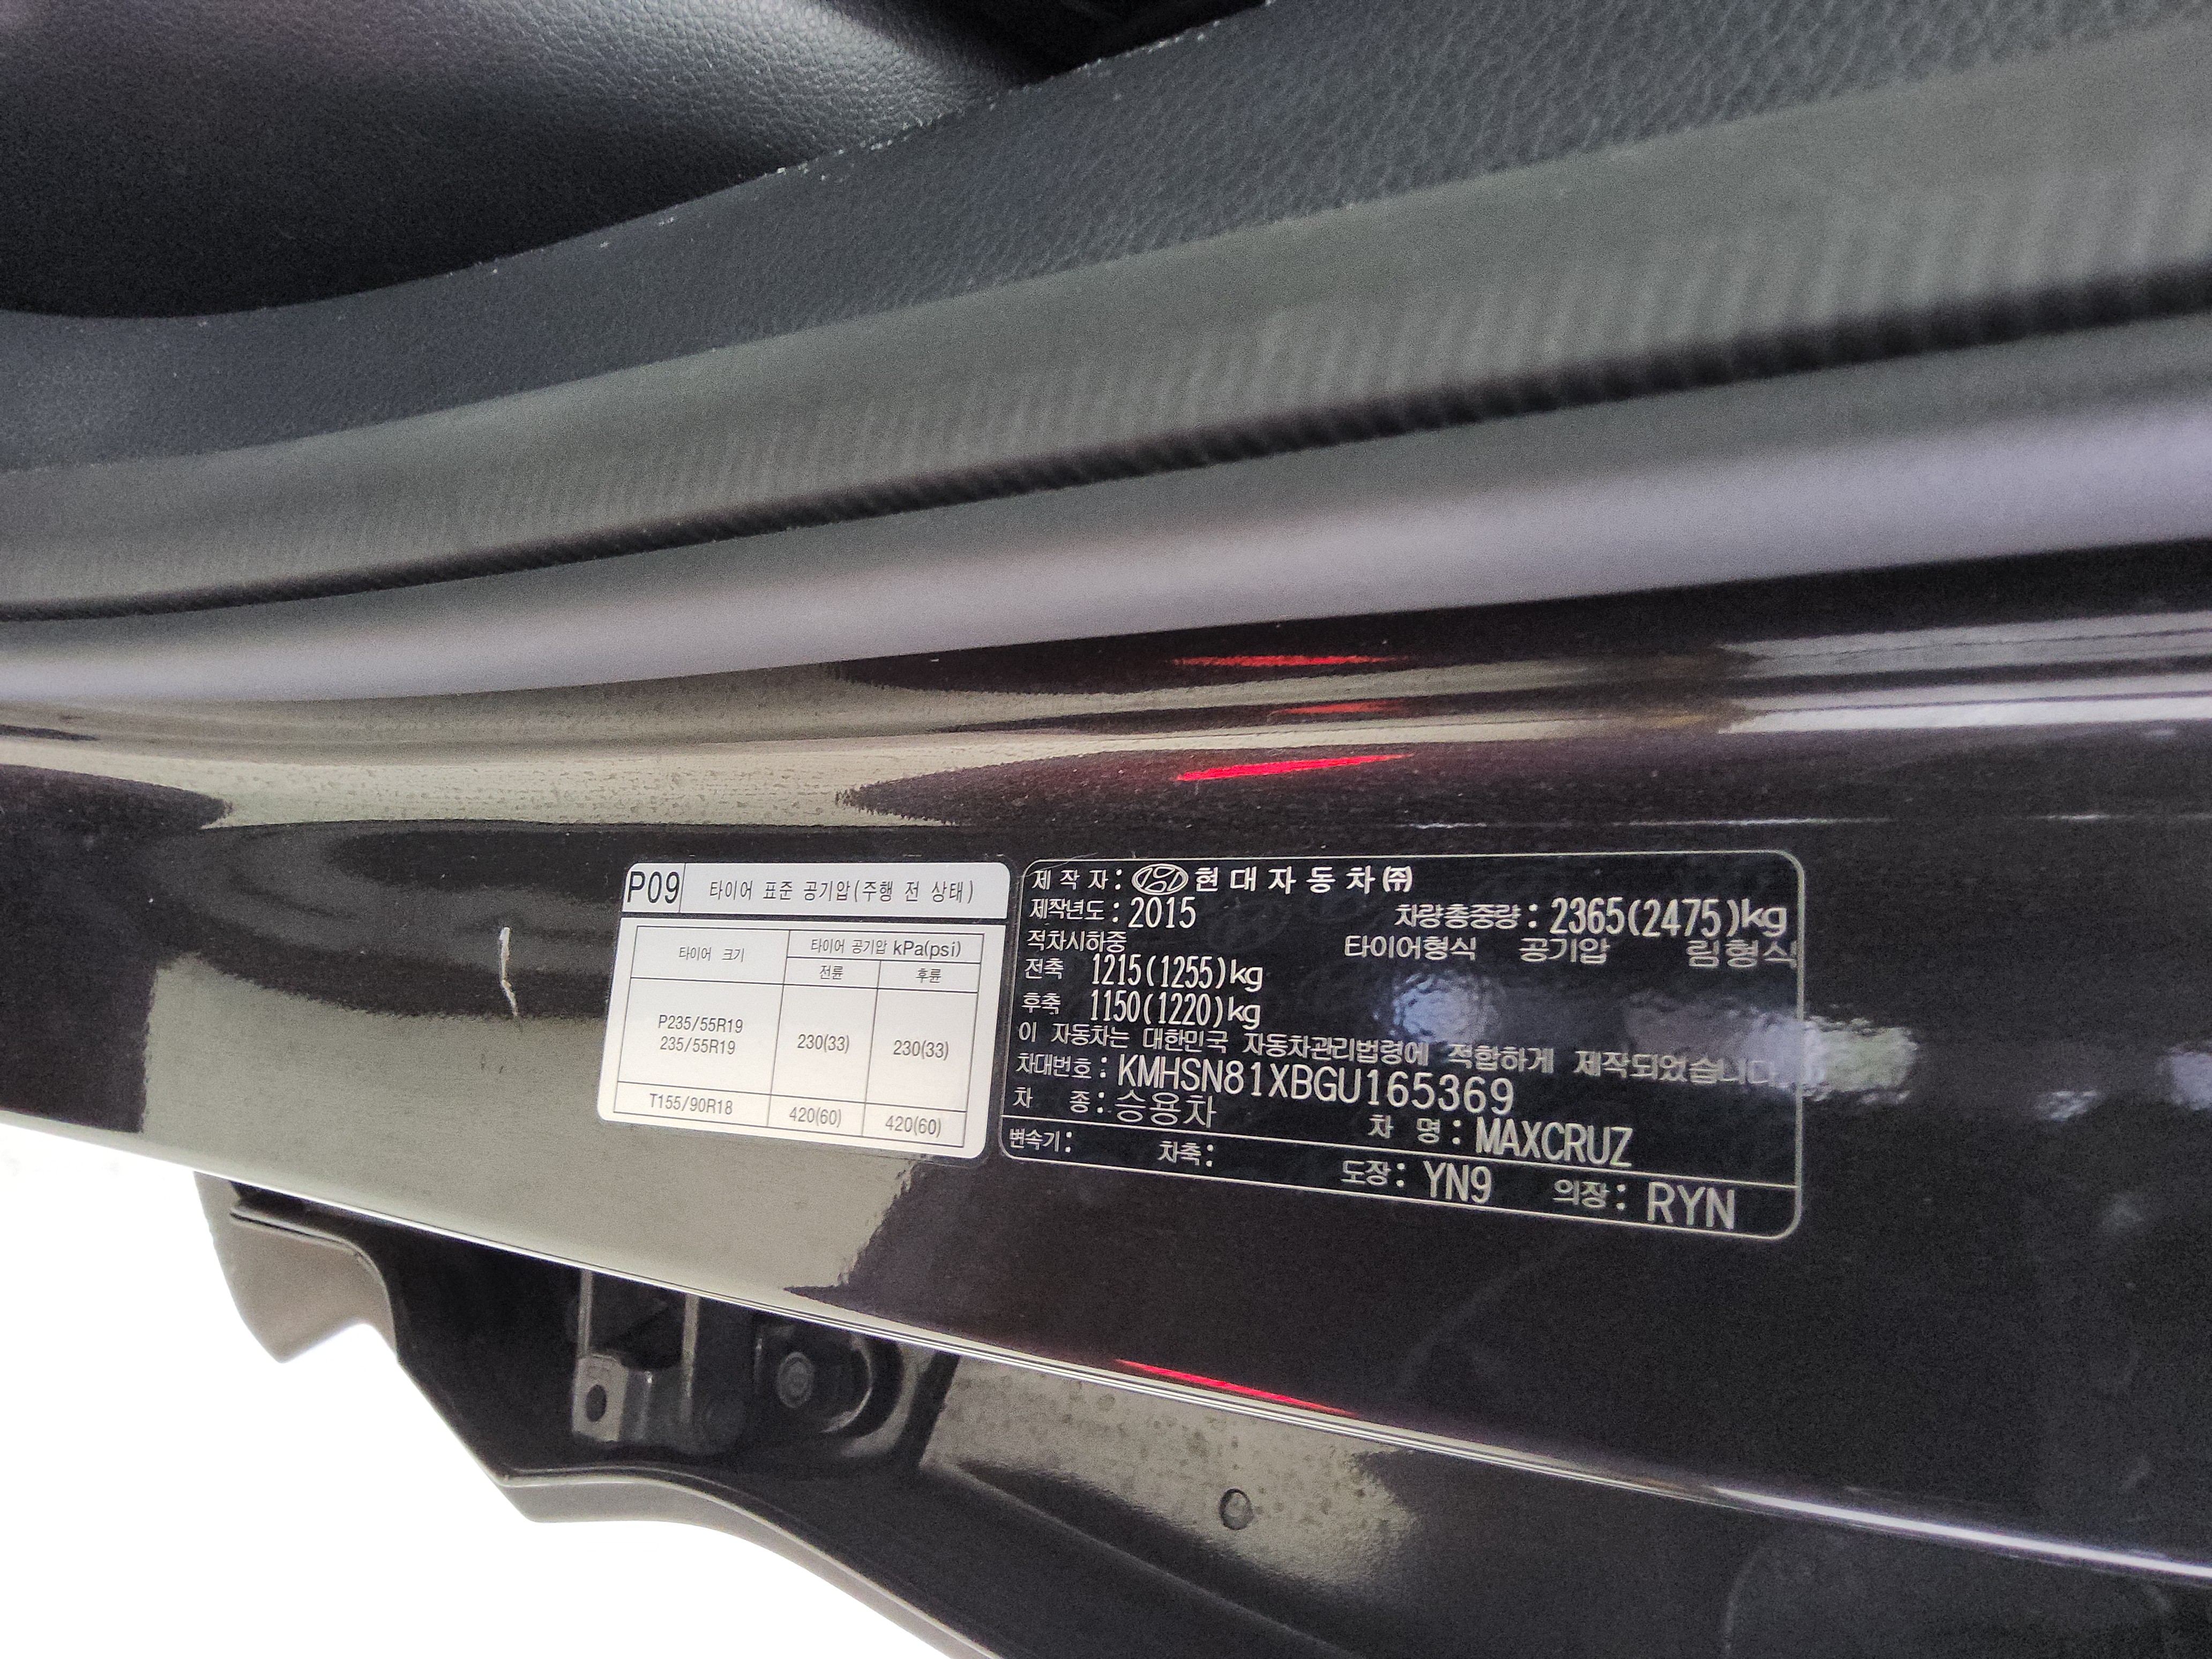 P09 타이어 표준 공기압(주행 전 상태)
타이어 크기 타이어 공기압 kPa(psi)
전륜 후륜
P235/55R19
235/55R19 230(33) 230(33)
T155/90R18 420(60) 420(60)
제작자: 현대자동차㈜
제작년도: 2015 차량총중량: 2365(2475)kg
적차시하중 타이어형식 공기압 림형식
전축 1215(1255)kg
후축 1150(1220)kg
이 자동차는 대한민국 자동차관리법령에 적합하게 제작되었습니다.
차대번호: KMHSN81XBGU165369
차 종: 승용차 차 명: MAXCRUZ
변속기: 차축: 도장: YN9 의장: RYN